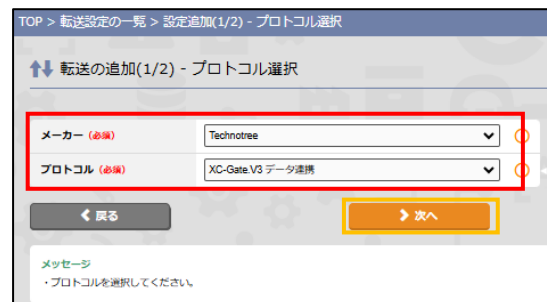 TOP > 転送設定の一覧 > 設定追加(1/2) - プロトコル選択
転送の追加(1/2) - プロトコル選択
メーカー (必須) Technotree
プロトコル (必須) XC-Gate.V3 データ連携
戻る 次へ
メッセージ
・プロトコルを選択してください。